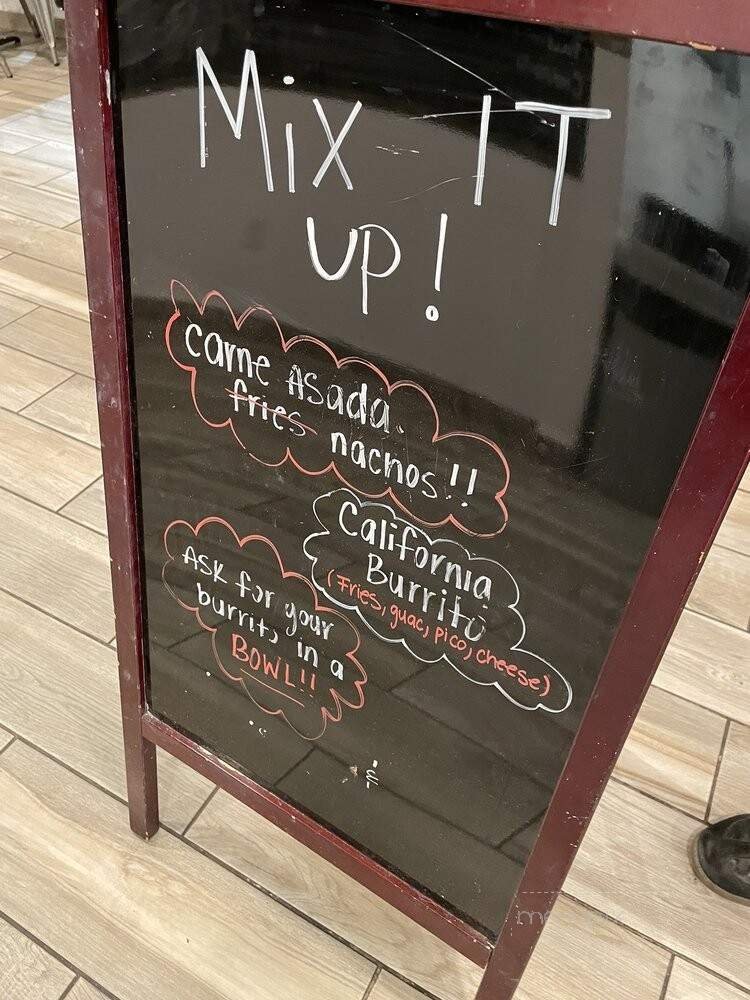 Mix IT
UP!
Carne Asada
fries nachos!!
California
Burrito
(Fries, guac, pico, cheese)
Ask for your
burrito in a
BOWL!!
&